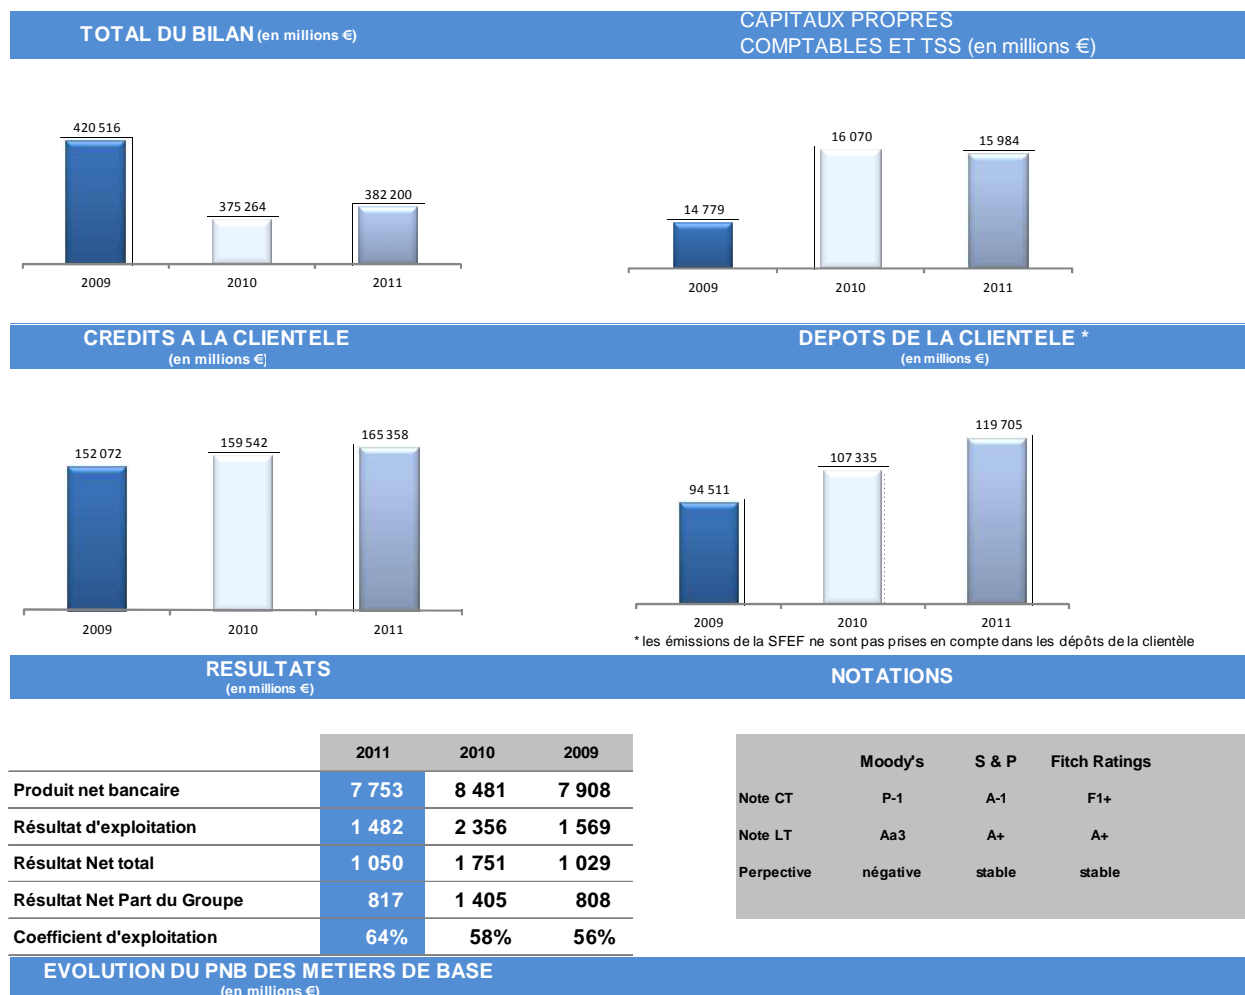 TOTAL DU BILAN (en millions €)
CAPITAUX PROPRES
COMPTABLES ET TSS (en millions €)
420 516
375 264
382 200
2009
2010
2011
14 779
16 070
15 984
2009
2010
2011
CREDITS A LA CLIENTELE
(en millions €)
DEPOTS DE LA CLIENTELE *
(en millions €)
152 072
159 542
165 358
2009
2010
2011
94 511
107 335
119 705
2009
2010
2011
* les émissions de la SFEF ne sont pas prises en compte dans les dépôts de la clientèle
RESULTATS
(en millions €)
NOTATIONS
2011 2010 2009
Produit net bancaire 7 753 8 481 7 908
Résultat d'exploitation 1 482 2 356 1 569
Résultat Net total 1 050 1 751 1 029
Résultat Net Part du Groupe 817 1 405 808
Coefficient d'exploitation 64% 58% 56%
Moody's S & P Fitch Ratings
Note CT P-1 A-1 F1+
Note LT Aa3 A+ A+
Perpective négative stable stable
EVOLUTION DU PNB DES METIERS DE BASE
(en millions €)